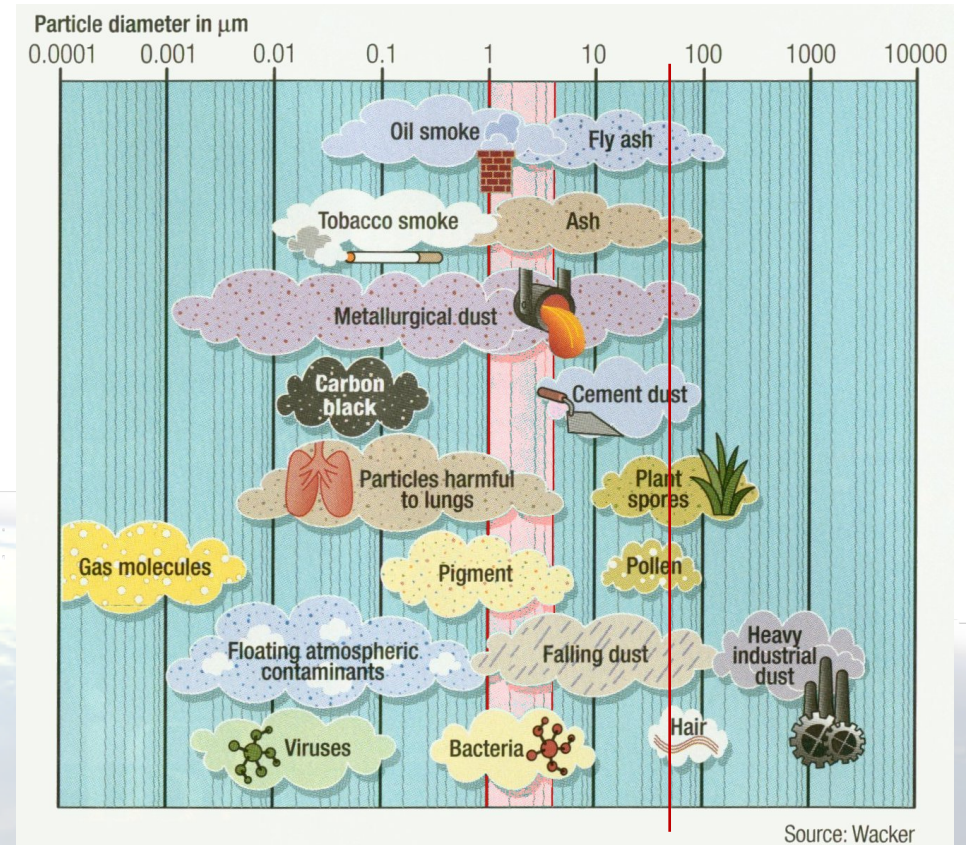 Particle diameter in μm
0.0001 0.001 0.01 0.1 1 10 100 1000 10000
Oil smoke
Fly ash
Tobacco smoke
Ash
Metallurgical dust
Carbon
black
Cement dust
Particles harmful
to lungs
Plant
spores
Gas molecules
Pigment
Pollen
Floating atmospheric
contaminants
Falling dust
Heavy
industrial
dust
Viruses
Bacteria
Hair
Source: Wacker